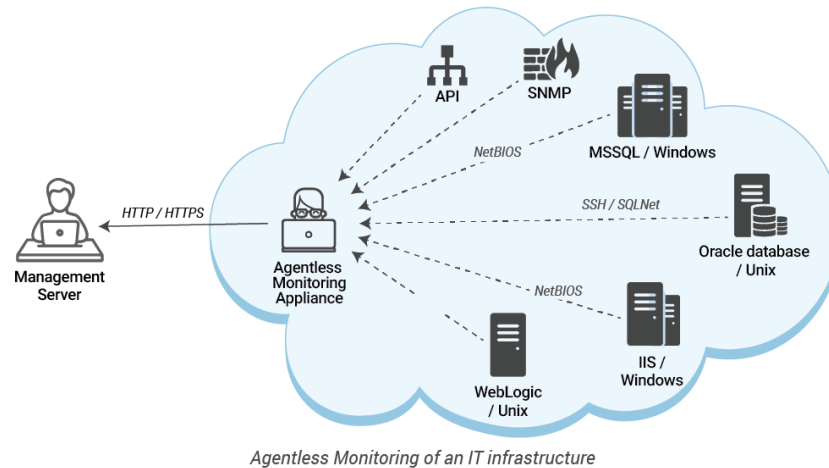 API
SNMP
NetBIOS
MSSQL / Windows
HTTP / HTTPS
SSH / SQLNet
Management
Server
Agentless
Monitoring
Appliance
Oracle database
/ Unix
NetBIOS
IIS /
Windows
WebLogic
/ Unix
Agentless Monitoring of an IT infrastructure